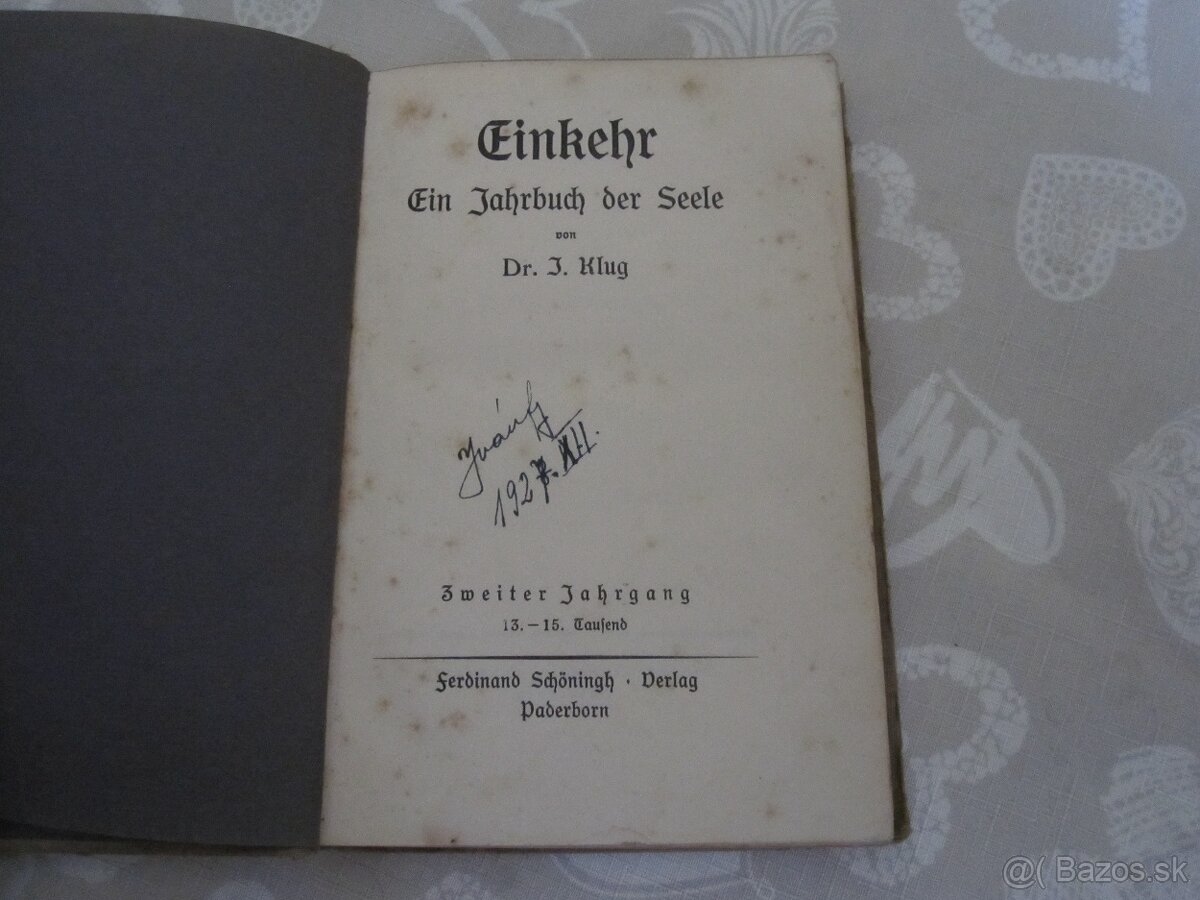 Einkehr
Ein Jahrbuch der Seele
von
Dr. J. Klug
1927. XII.
Zweiter Jahrgang
13.–15. Tausend
Ferdinand Schöningh · Verlag
Paderborn
@( Bazos.sk